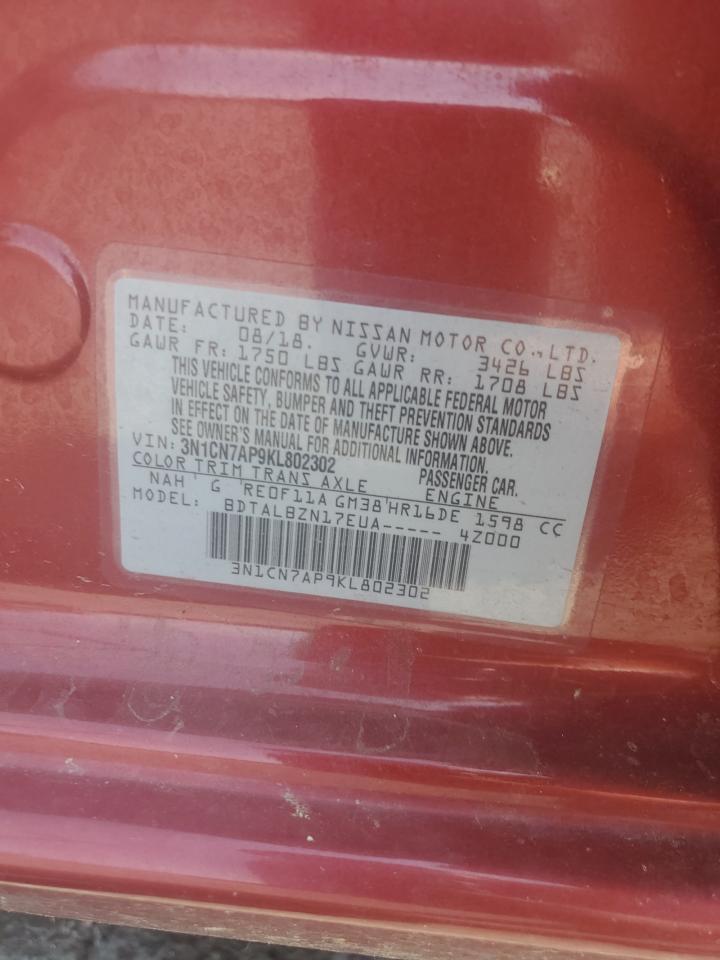 MANUFACTURED BY NISSAN MOTOR CO.,LTD.
DATE: 08/18. GVWR: 3426 LBS
GAWR FR: 1750 LBS GAWR RR: 1708 LBS
THIS VEHICLE CONFORMS TO ALL APPLICABLE FEDERAL MOTOR
VEHICLE SAFETY, BUMPER AND THEFT PREVENTION STANDARDS
IN EFFECT ON THE DATE OF MANUFACTURE SHOWN ABOVE.
SEE OWNER'S MANUAL FOR ADDITIONAL INFORMATION.
VIN: 3N1CN7AP9KL802302 PASSENGER CAR.
COLOR TRIM TRANS AXLE ENGINE
NAH G RE0F11A GM38 HR16DE 1598 CC
MODEL: BDTALBZN17EUA----- 4Z000
3N1CN7AP9KL802302